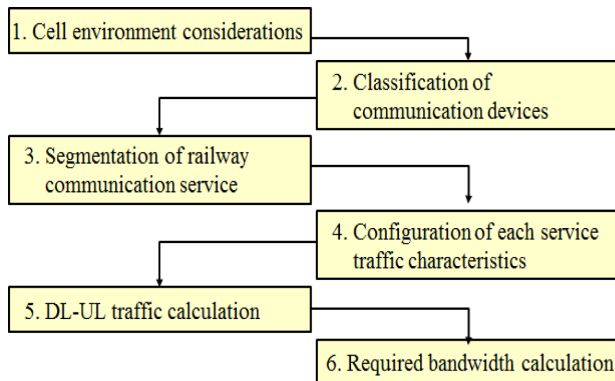 1. Cell environment considerations
2. Classification of
communication devices
3. Segmentation of railway
communication service
4. Configuration of each service
traffic characteristics
5. DL-UL traffic calculation
6. Required bandwidth calculation